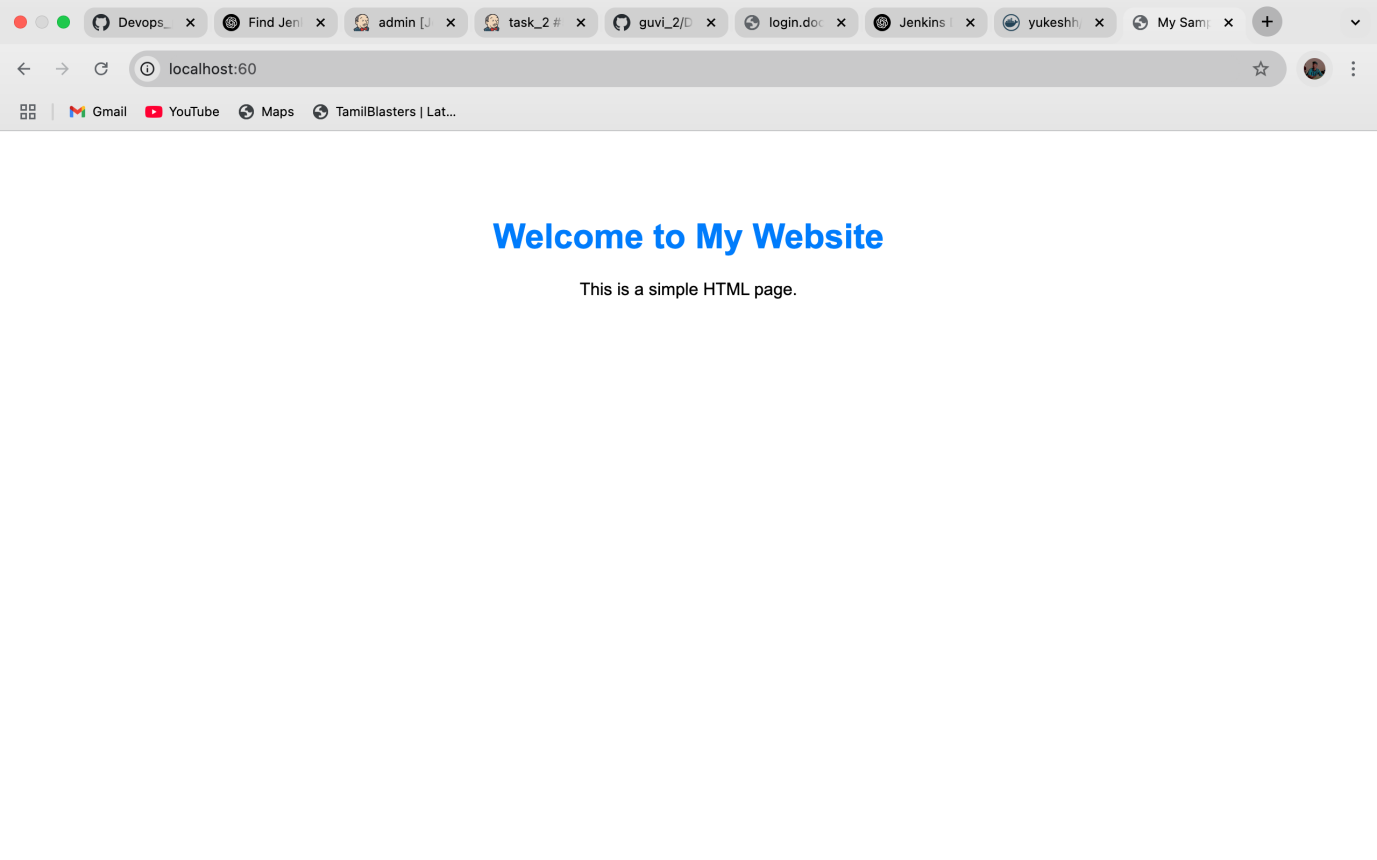 Devops_
Find Jen
admin [J
task_2 #
guvi_2/D
login.doc
Jenkins
yukeshh
My Samp
localhost:60
Gmail
YouTube
Maps
TamilBlasters | Lat...
Welcome to My Website
This is a simple HTML page.